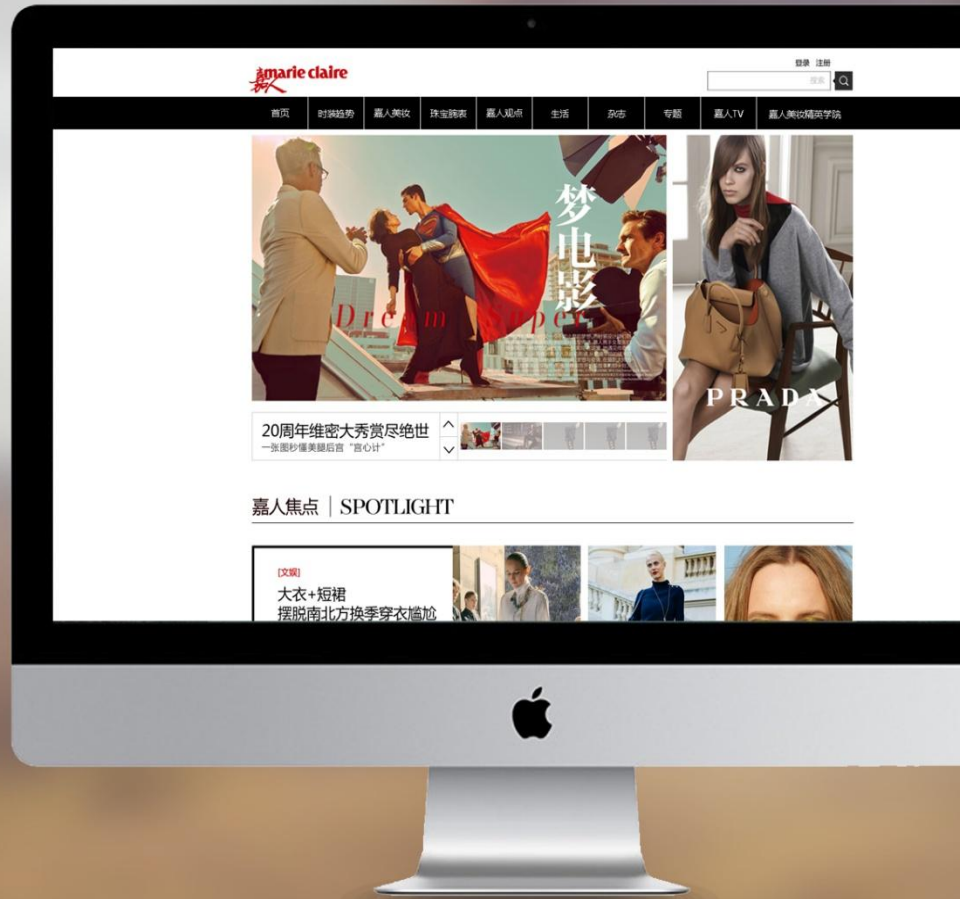 嘉人marie claire
登录 注册
搜索
首页 时装趋势 嘉人美妆 珠宝腕表 嘉人观点 生活 杂志 专题 嘉人TV 嘉人美妆精英学院
梦电影
Dream Super
PRADA
20周年维密大秀赏尽绝世
一张图秒懂美腿后宫“宫心计”
嘉人焦点 | SPOTLIGHT
[文娱]
大衣+短裙
摆脱南北方换季穿衣尴尬